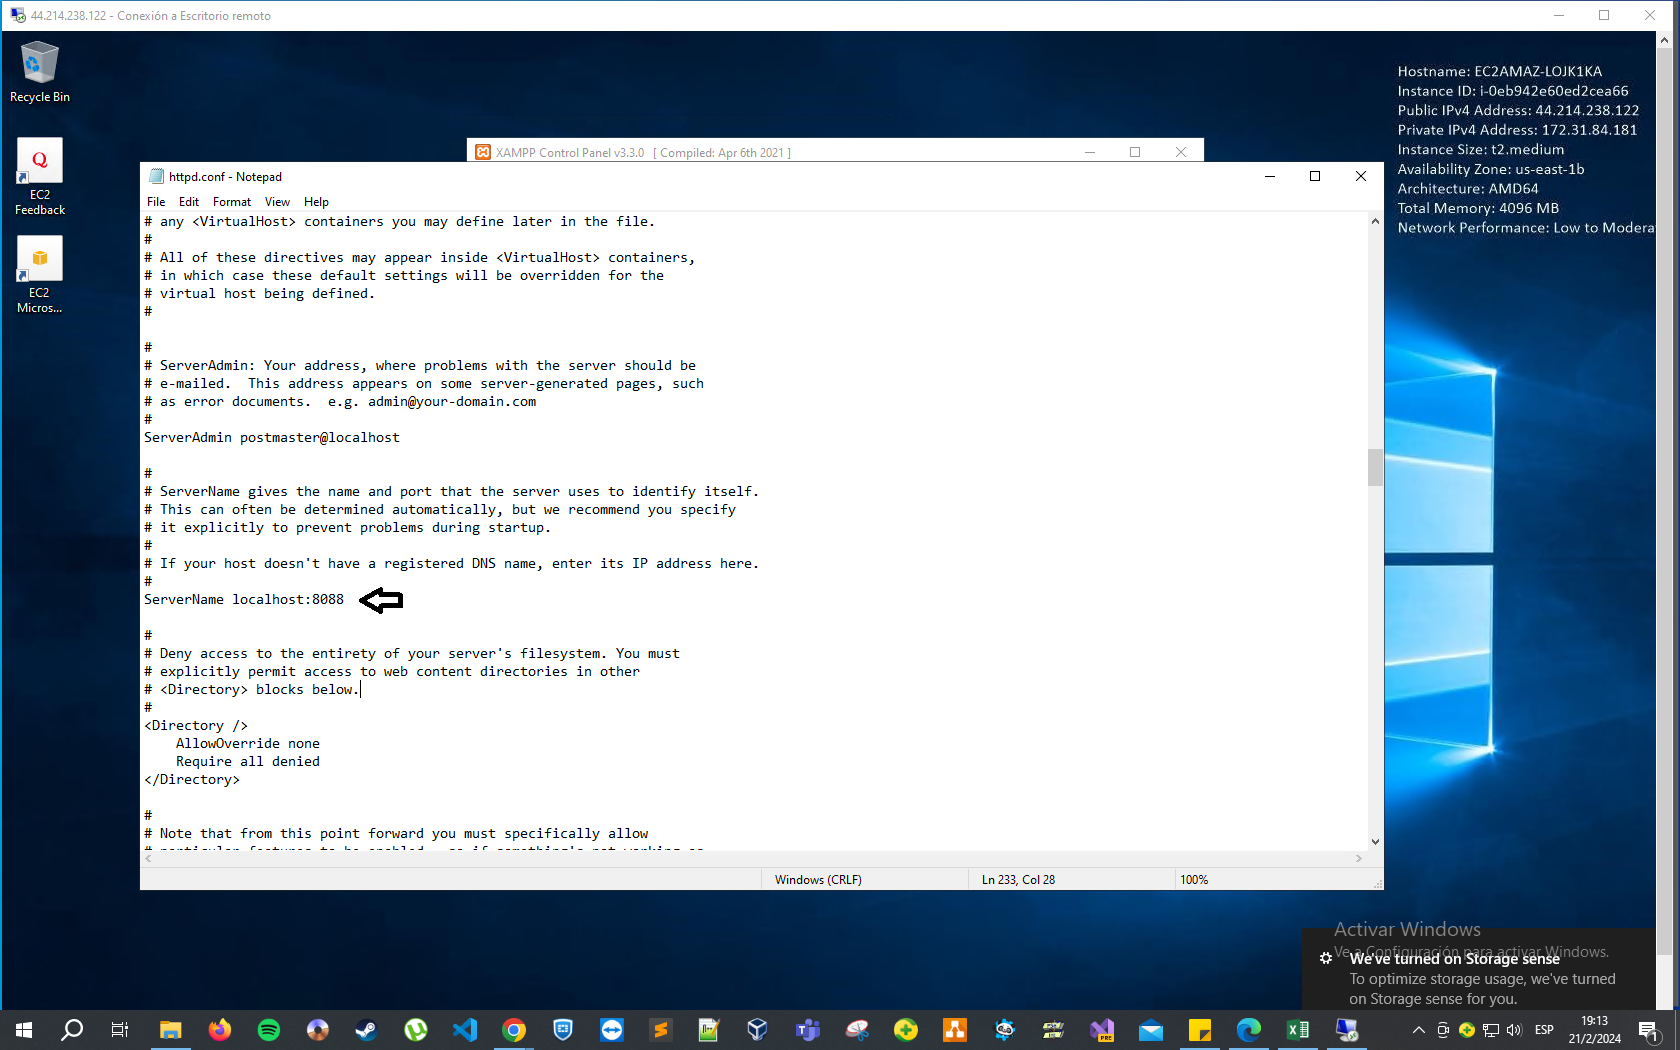 44.214.238.122 - Conexión a Escritorio remoto
Recycle Bin
EC2
Feedback
EC2
Micros...
Hostname: EC2AMAZ-LOJK1KA
Instance ID: i-0eb942e60ed2cea66
Public IPv4 Address: 44.214.238.122
Private IPv4 Address: 172.31.84.181
Instance Size: t2.medium
Availability Zone: us-east-1b
Architecture: AMD64
Total Memory: 4096 MB
Network Performance: Low to Modera
XAMPP Control Panel v3.3.0 [ Compiled: Apr 6th 2021 ]
httpd.conf - Notepad
File Edit Format View Help
# any <VirtualHost> containers you may define later in the file.
#
# All of these directives may appear inside <VirtualHost> containers,
# in which case these default settings will be overridden for the
# virtual host being defined.
#
#
# ServerAdmin: Your address, where problems with the server should be
# e-mailed.  This address appears on some server-generated pages, such
# as error documents.  e.g. admin@your-domain.com
#
ServerAdmin postmaster@localhost
#
# ServerName gives the name and port that the server uses to identify itself.
# This can often be determined automatically, but we recommend you specify
# it explicitly to prevent problems during startup.
#
# If your host doesn't have a registered DNS name, enter its IP address here.
#
ServerName localhost:8088
#
# Deny access to the entirety of your server's filesystem. You must
# explicitly permit access to web content directories in other
# <Directory> blocks below.
#
<Directory />
    AllowOverride none
    Require all denied
</Directory>
#
# Note that from this point forward you must specifically allow
Windows (CRLF)
Ln 233, Col 28
100%
Activar Windows
Ve a Configuración para activar Windows.
We've turned on Storage sense
To optimize storage usage, we've turned
on Storage sense for you.
PRE
ESP
19:13
21/2/2024
1